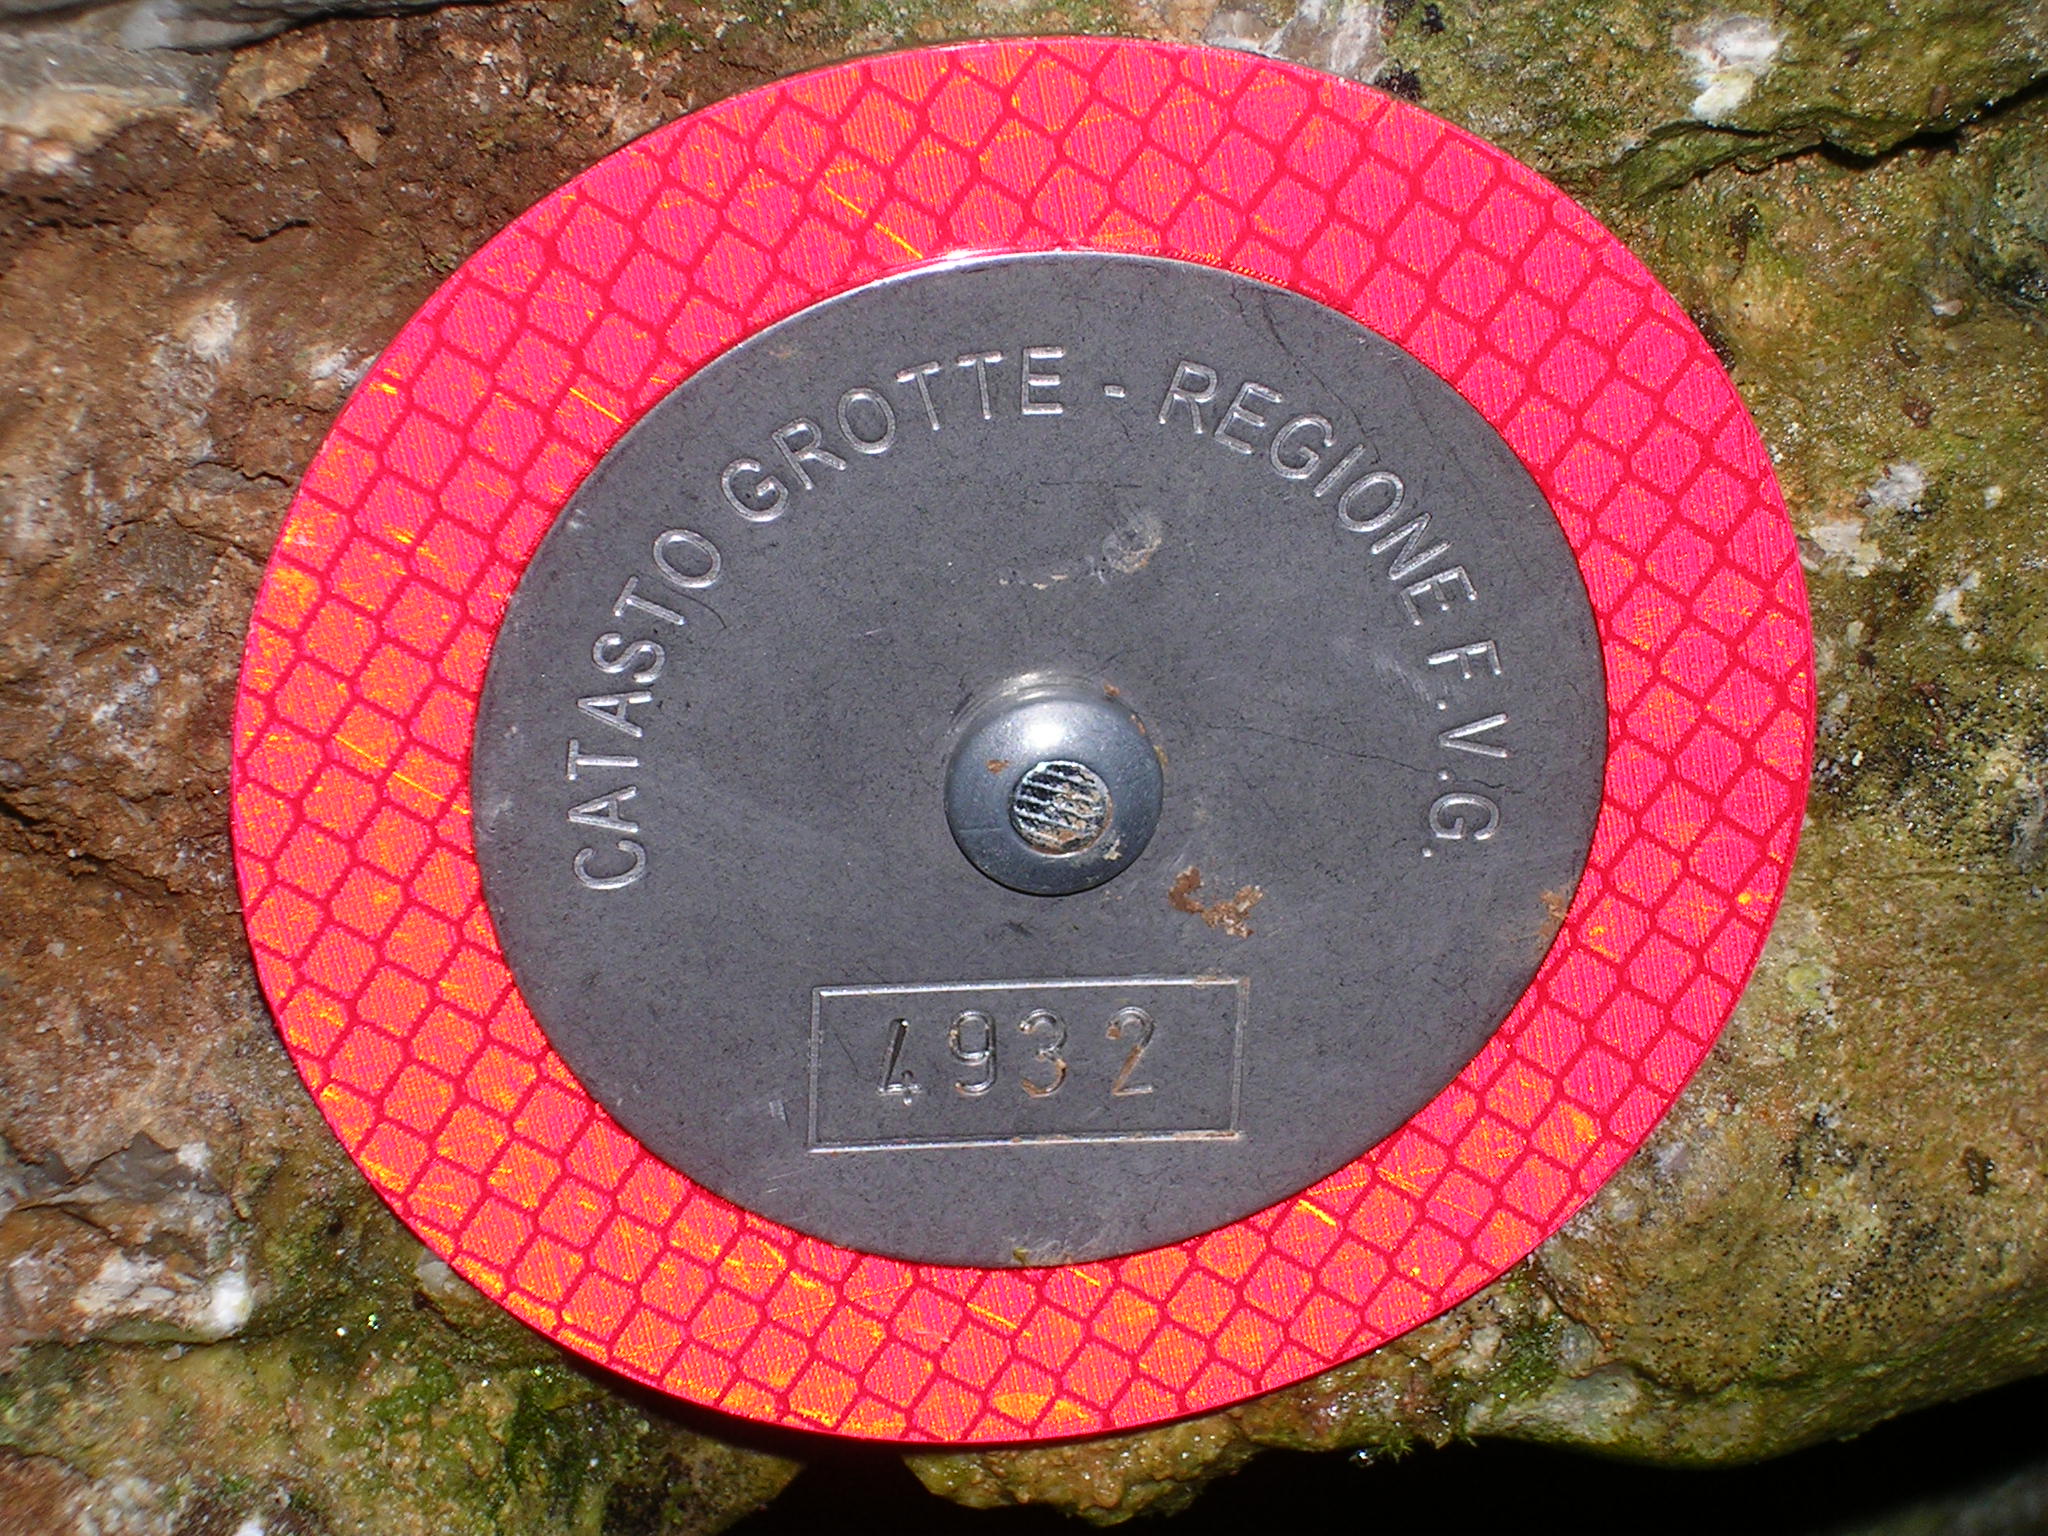 CATASTO GROTTE - REGIONE F.V.G.
4932